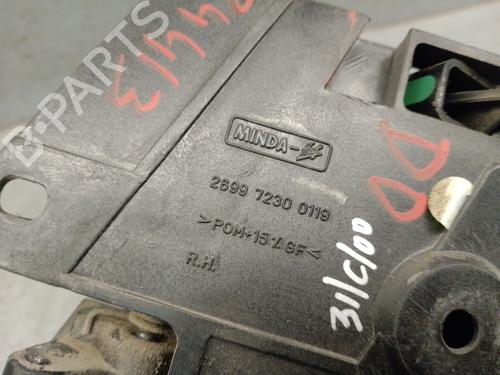 MINDA-
2699 7230 0119
>POM+15% GF<
R.H.
DD
31/C/00
B-PARTS